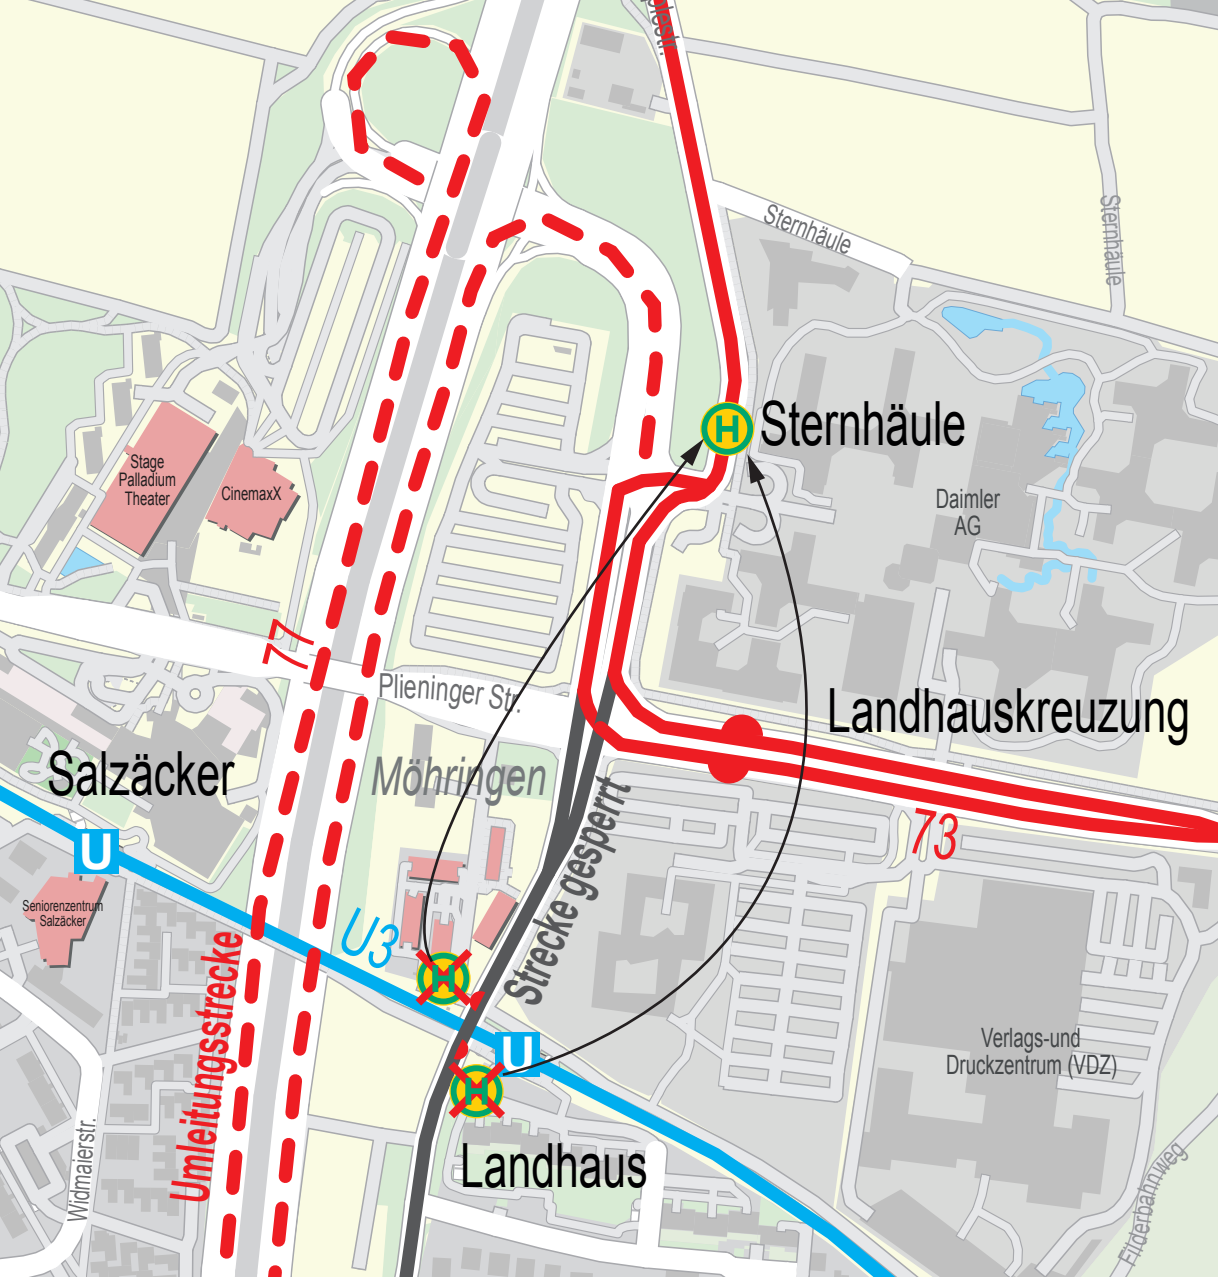 Sternhäule
Sternhäule
H
Sternhäule
Stage
Palladium
Theater
CinemaxX
Daimler
AG
77
Plieninger Str.
Landhauskreuzung
Salzäcker
Möhringen
U
73
Strecke gesperrt
Seniorenzentrum
Salzäcker
U3
Umleitungsstrecke
H
U
H
Verlags-und
Druckzentrum (VDZ)
Widmaierstr.
Landhaus
Filderbahnweg